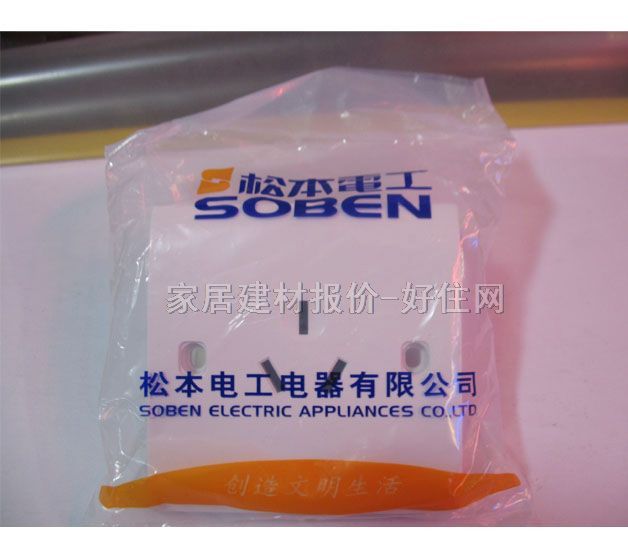 松本电工
SOBEN
家居建材报价-好住网
松本电工电器有限公司
SOBEN ELECTRIC APPLIANCES CO.LTD
创造文明生活